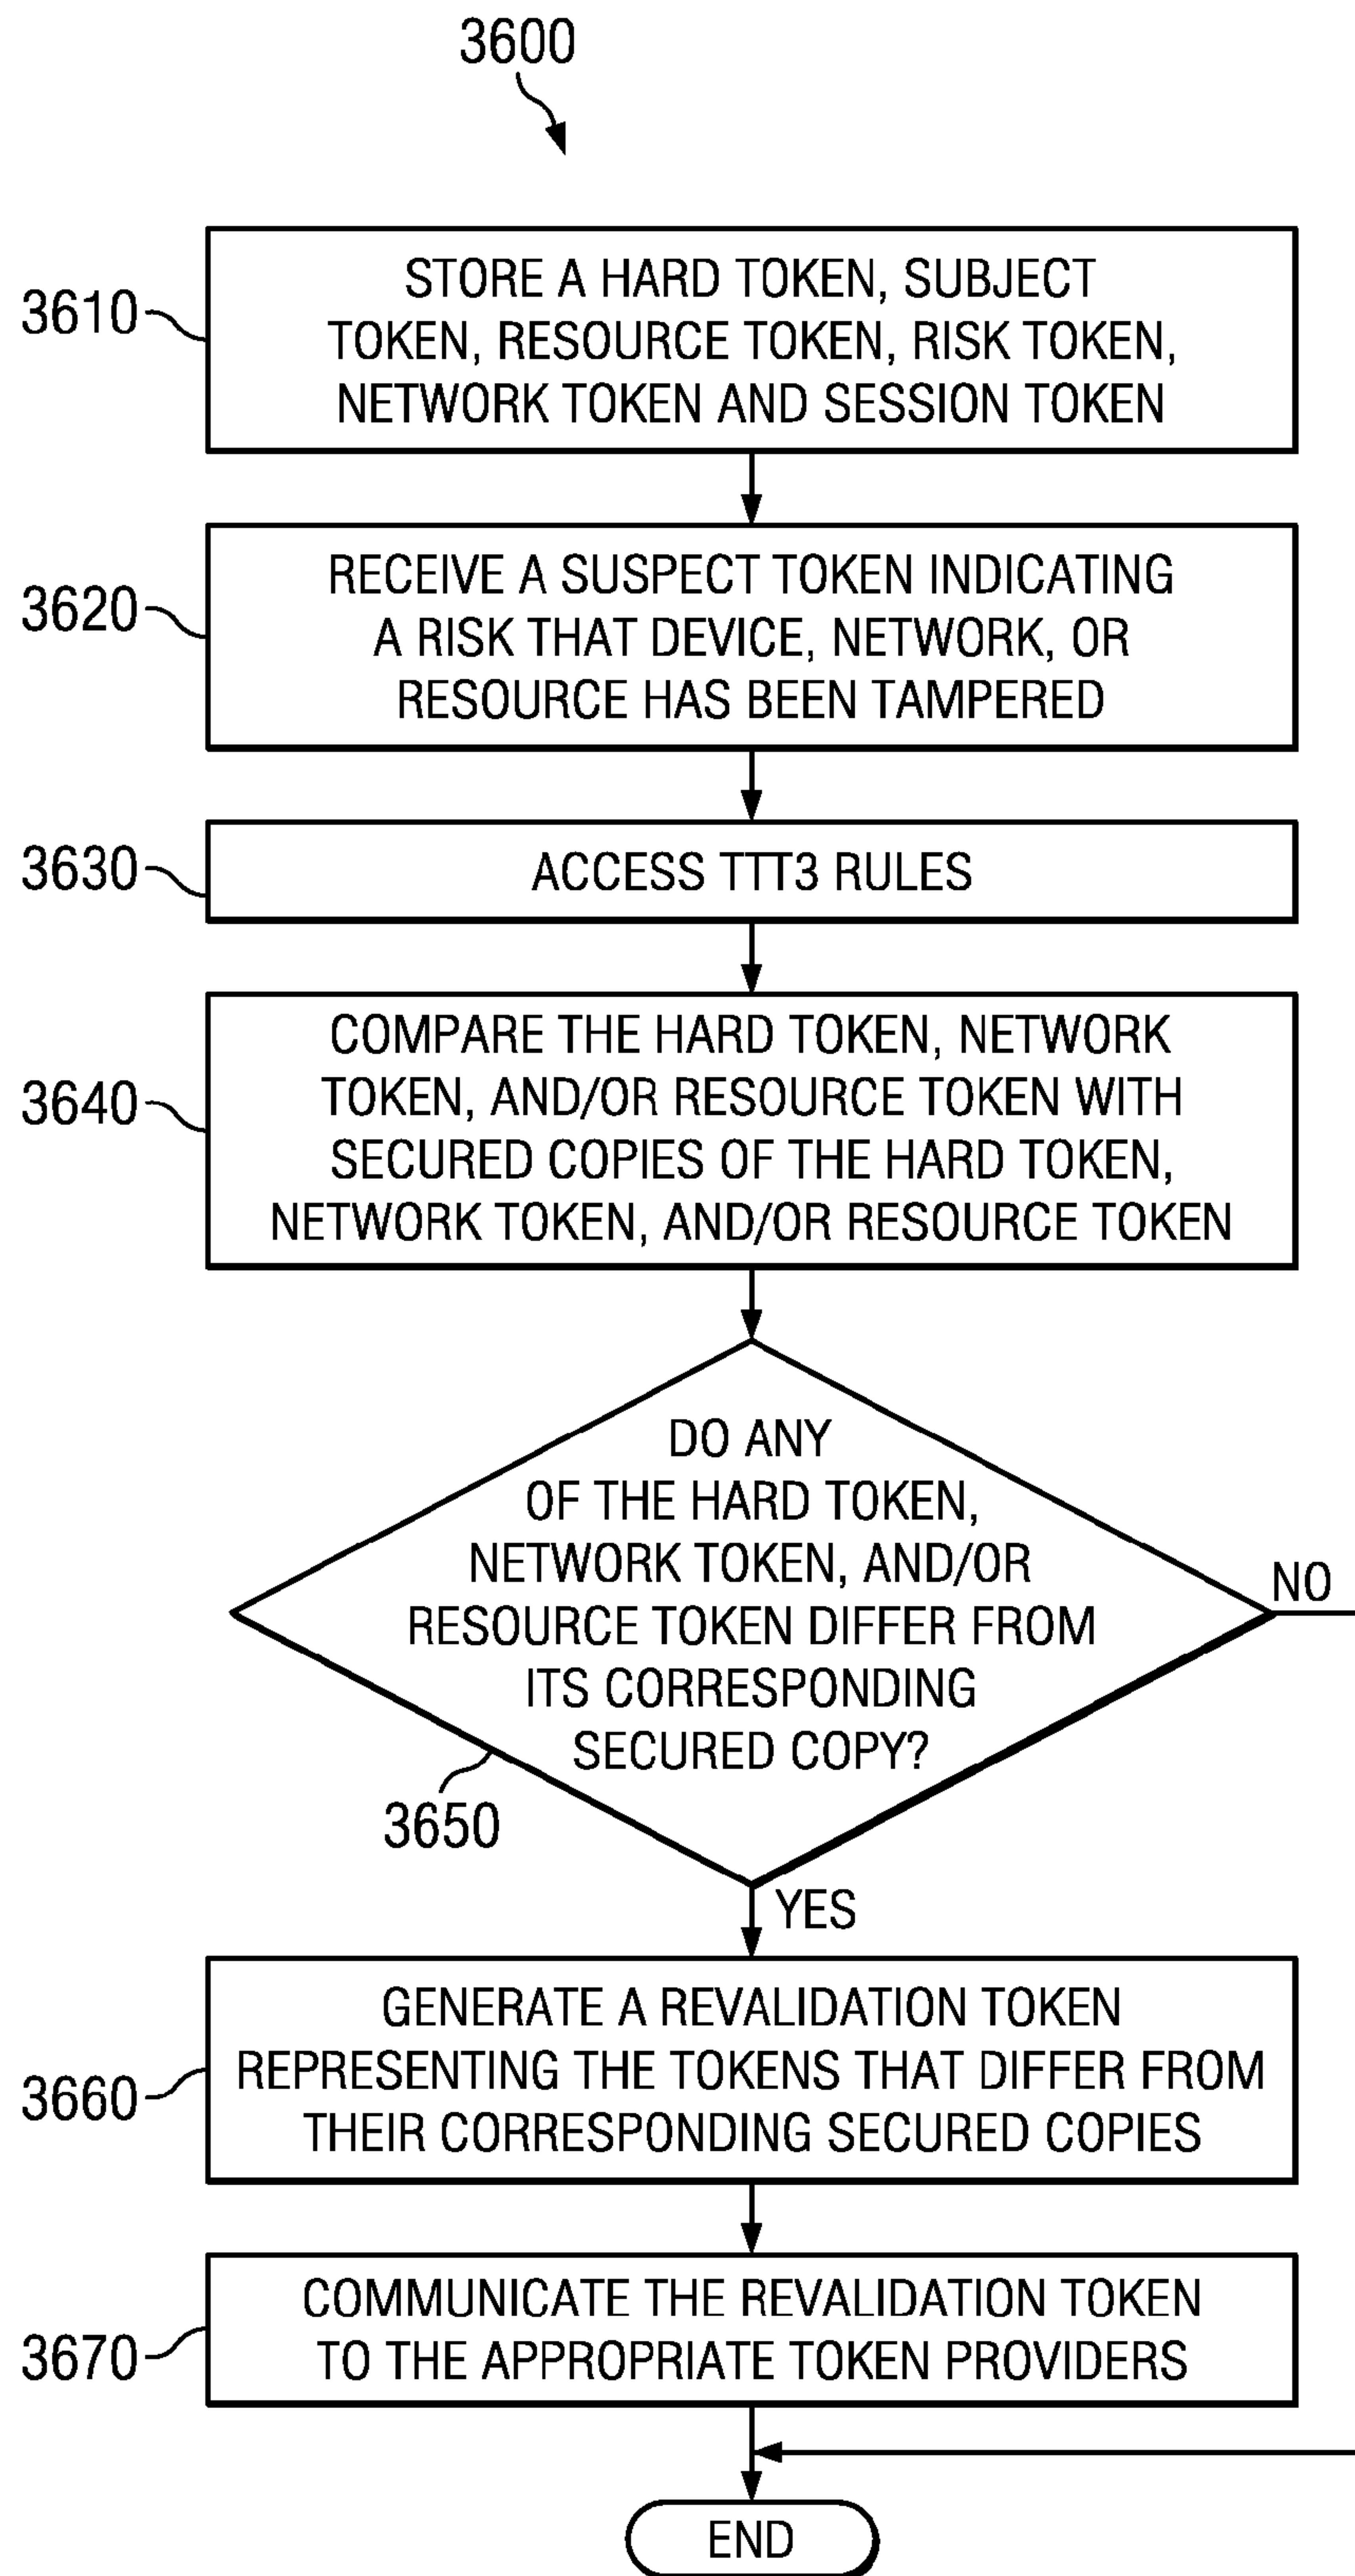 3600
3610
STORE A HARD TOKEN, SUBJECT
TOKEN, RESOURCE TOKEN, RISK TOKEN,
NETWORK TOKEN AND SESSION TOKEN
3620
RECEIVE A SUSPECT TOKEN INDICATING
A RISK THAT DEVICE, NETWORK, OR
RESOURCE HAS BEEN TAMPERED
3630
ACCESS TTT3 RULES
3640
COMPARE THE HARD TOKEN, NETWORK
TOKEN, AND/OR RESOURCE TOKEN WITH
SECURED COPIES OF THE HARD TOKEN,
NETWORK TOKEN, AND/OR RESOURCE TOKEN
DO ANY
OF THE HARD TOKEN,
NETWORK TOKEN, AND/OR
RESOURCE TOKEN DIFFER FROM
ITS CORRESPONDING
SECURED COPY?
NO
3650
YES
3660
GENERATE A REVALIDATION TOKEN
REPRESENTING THE TOKENS THAT DIFFER FROM
THEIR CORRESPONDING SECURED COPIES
3670
COMMUNICATE THE REVALIDATION TOKEN
TO THE APPROPRIATE TOKEN PROVIDERS
END